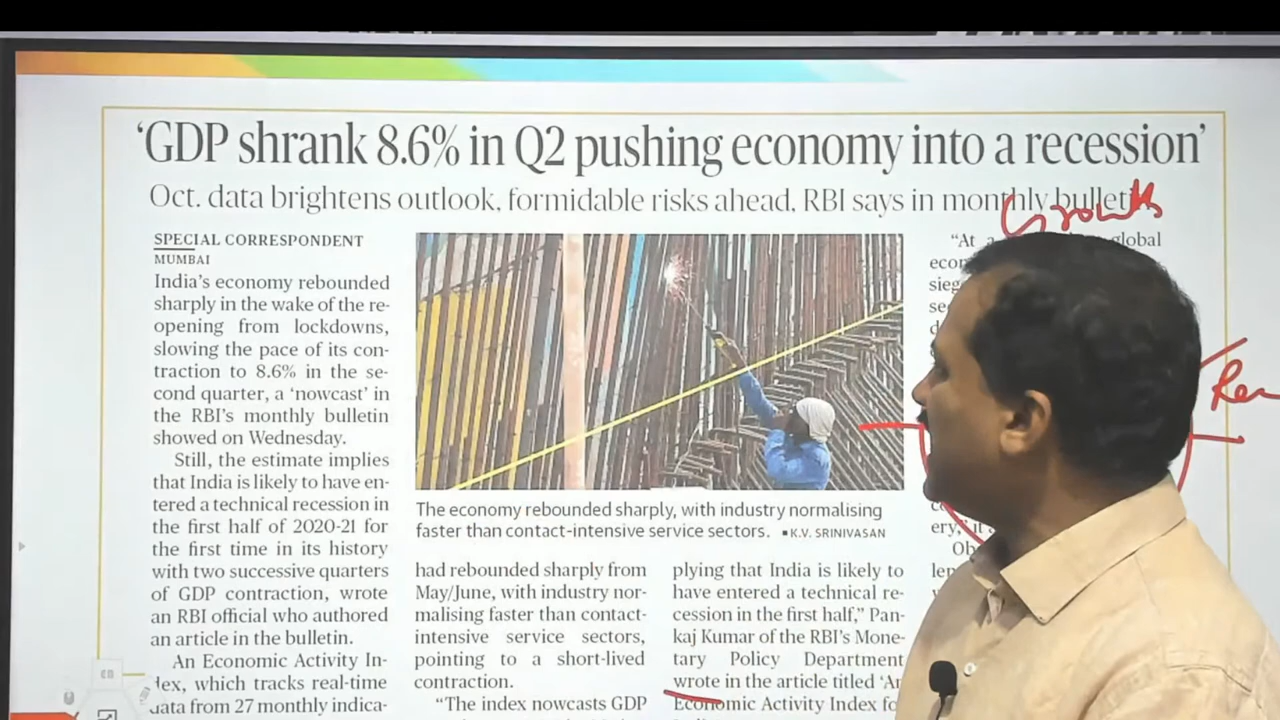 ‘GDP shrank 8.6% in Q2 pushing economy into a recession’
Oct. data brightens outlook, formidable risks ahead, RBI says in monthly
Growth
SPECIAL CORRESPONDENT
MUMBAI
India’s economy rebounded
sharply in the wake of the re-
opening from lockdowns,
slowing the pace of its con-
traction to 8.6% in the se-
cond quarter, a ‘nowcast’ in
the RBI’s monthly bulletin
showed on Wednesday.
Still, the estimate implies
that India is likely to have en-
tered a technical recession in
the first half of 2020-21 for
the first time in its history
with two successive quarters
of GDP contraction, wrote
an RBI official who authored
an article in the bulletin.
An Economic Activity In-
dex, which tracks real-time
data from 27 monthly indica-
The economy rebounded sharply, with industry normalising
faster than contact-intensive service sectors. ▪ K.V. SRINIVASAN
had rebounded sharply from
May/June, with industry nor-
malising faster than contact-
intensive service sectors,
pointing to a short-lived
contraction.
“The index nowcasts GDP
plying that India is likely to
have entered a technical re-
cession in the first half,” Pan-
kaj Kumar of the RBI’s Mone-
tary Policy Department
wrote in the article titled ‘An
Economic Activity Index fo
“At a global
econ
sieg
se
d
Rec
ery,” it
Ob
len